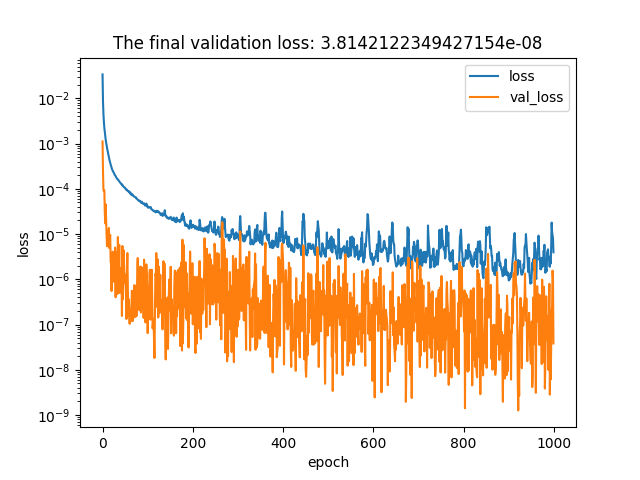 The final validation loss: 3.8142122349427154e-08
loss
val_loss
10⁻²
10⁻³
10⁻⁴
10⁻⁵
10⁻⁶
10⁻⁷
10⁻⁸
10⁻⁹
loss
0 200 400 600 800 1000
epoch